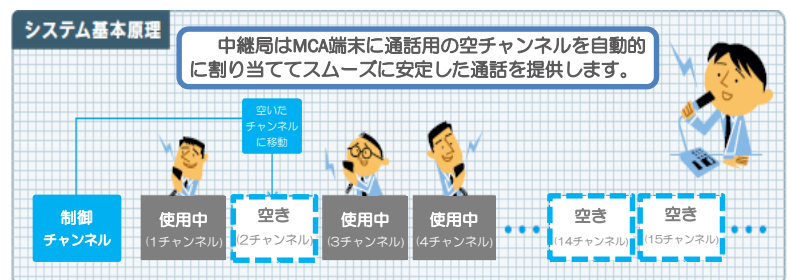 システム基本原理
中継局はMCA端末に通話用の空チャンネルを自動的
に割り当ててスムーズに安定した通話を提供します。
空いた
チャンネル
に移動
制御
チャンネル
使用中
(1チャンネル)
空き
(2チャンネル)
使用中
(3チャンネル)
使用中
(4チャンネル)
空き
(14チャンネル)
空き
(15チャンネル)